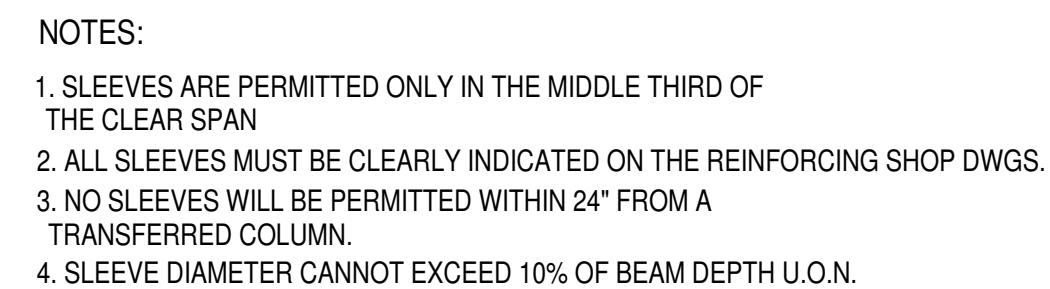 NOTES:
1. SLEEVES ARE PERMITTED ONLY IN THE MIDDLE THIRD OF
THE CLEAR SPAN
2. ALL SLEEVES MUST BE CLEARLY INDICATED ON THE REINFORCING SHOP DWGS.
3. NO SLEEVES WILL BE PERMITTED WITHIN 24" FROM A
TRANSFERRED COLUMN.
4. SLEEVE DIAMETER CANNOT EXCEED 10% OF BEAM DEPTH U.O.N.